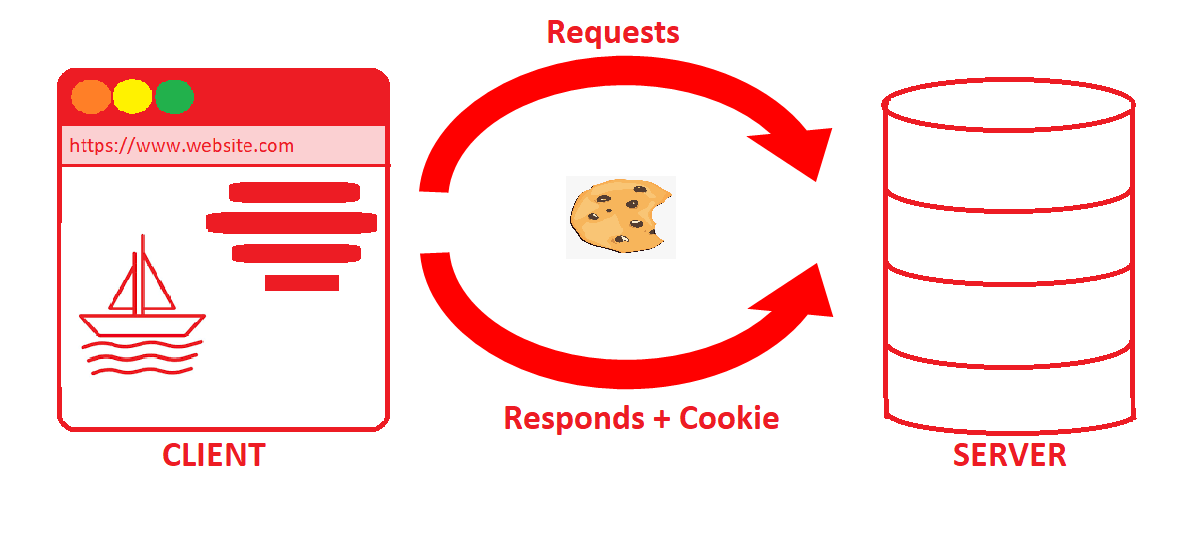 Requests
https://www.website.com
Responds + Cookie
CLIENT
SERVER